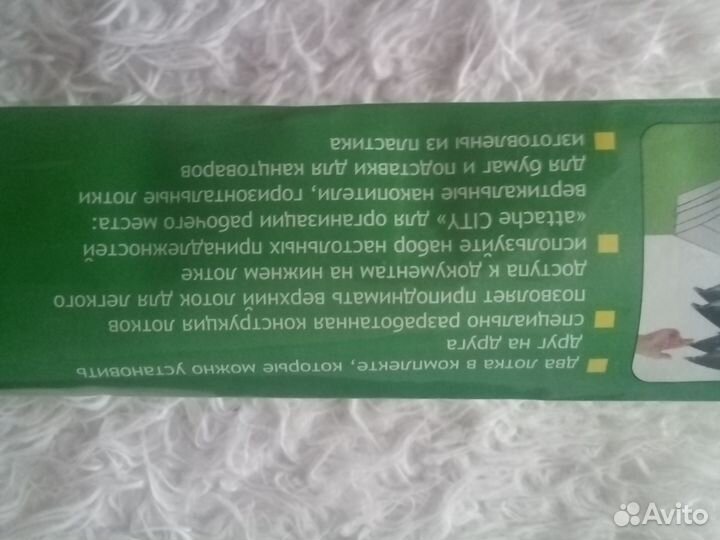 два лотка в комплекте, которые можно установить
друг на друга
специально разработанная конструкция лотков
позволяет приподнимать верхний лоток для легкого
доступа к документам на нижнем лотке
используйте набор настольных принадлежностей
«attache CITY» для организации рабочего места:
вертикальные накопители, горизонтальные лотки
для бумаг и подставки для канцтоваров
изготовлены из пластика
Avito